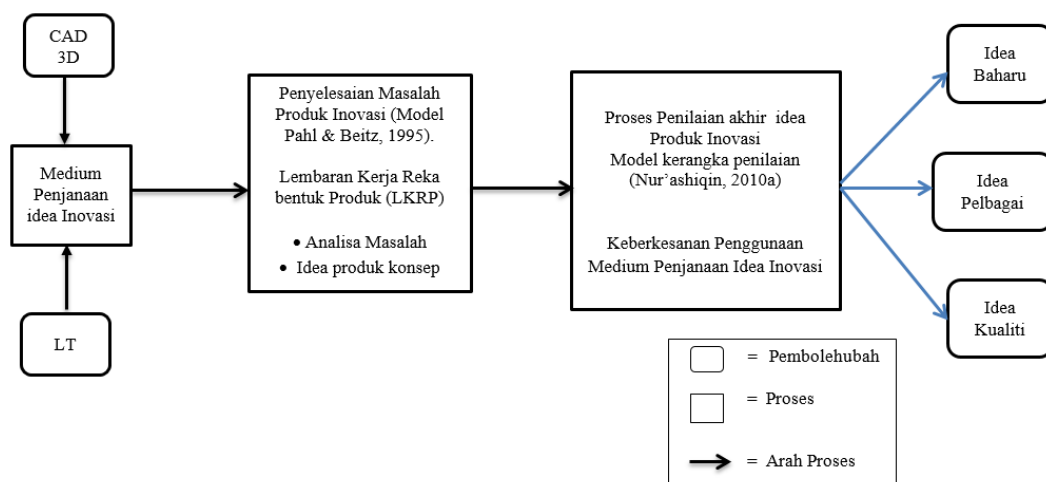 CAD
3D
Medium
Penjanaan
idea Inovasi
LT
Penyelesaian Masalah
Produk Inovasi (Model
Pahl & Beitz, 1995).
Lembaran Kerja Reka
bentuk Produk (LKRP)
• Analisa Masalah
• Idea produk konsep
Proses Penilaian akhir idea
Produk Inovasi
Model kerangka penilaian
(Nur’ashiqin, 2010a)
Keberkesanan Penggunaan
Medium Penjanaan Idea Inovasi
Idea
Baharu
Idea
Pelbagai
Idea
Kualiti
= Pembolehubah
= Proses
= Arah Proses